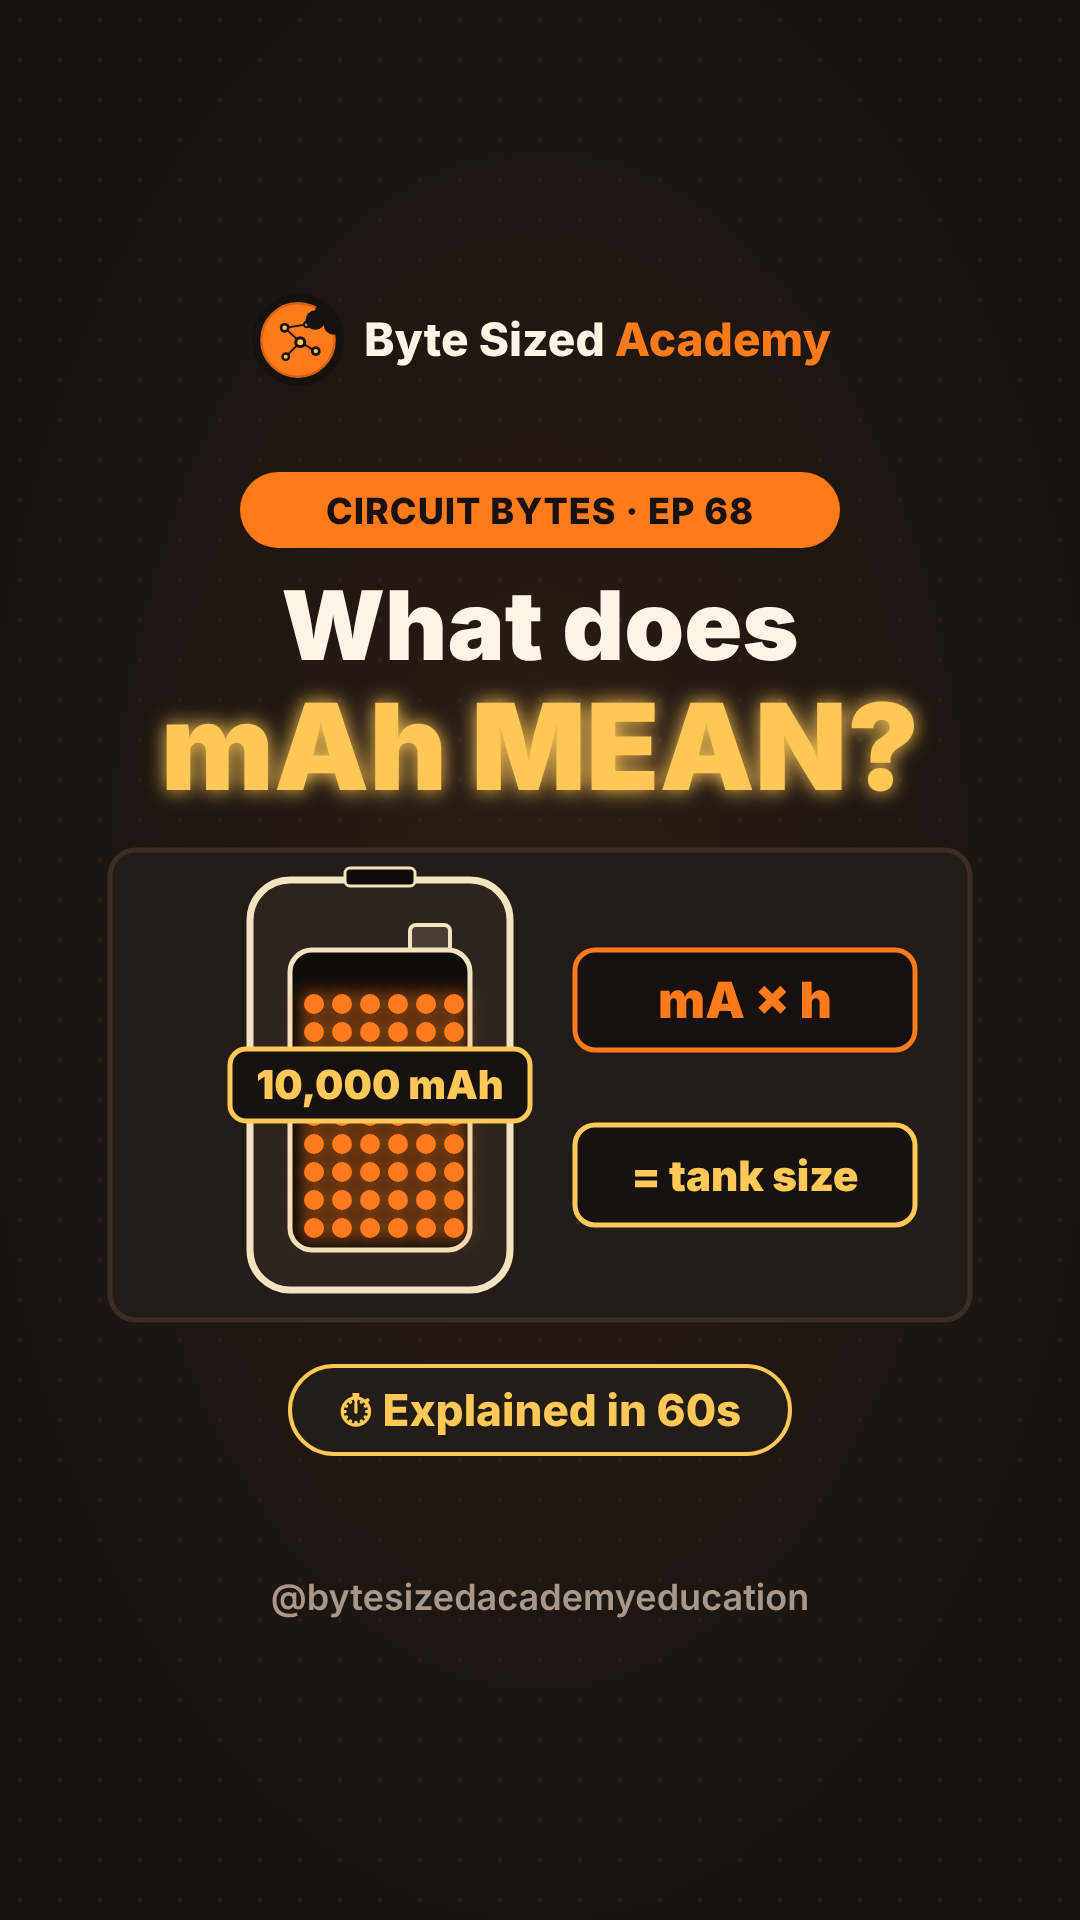 Byte Sized Academy
CIRCUIT BYTES · EP 68
What does
mAh MEAN?
10,000 mAh
mA × h
= tank size
⏱ Explained in 60s
@bytesizedacademyeducation